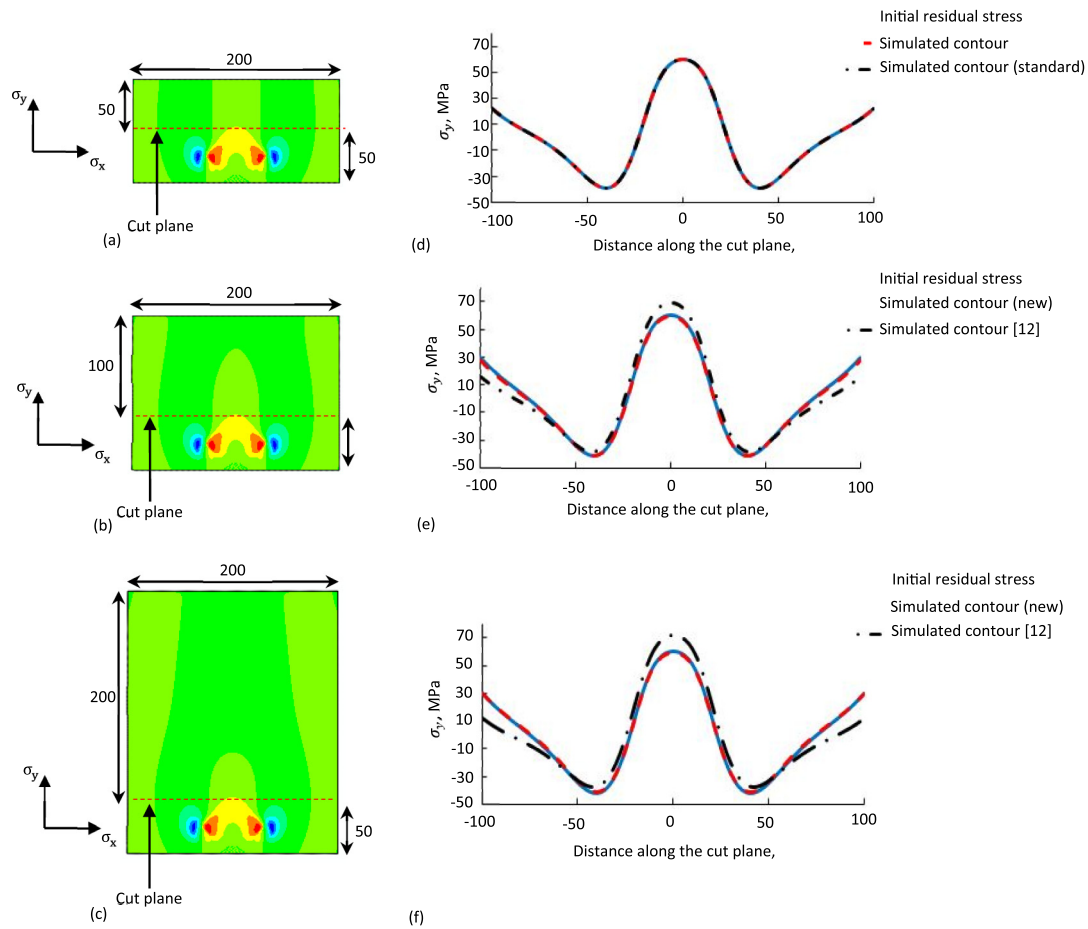 200
50
50
σy
σx
Cut plane
(a)
Initial residual stress
Simulated contour
Simulated contour (standard)
70
50
30
10
-10
-30
-50
σy, MPa
-100
-50
0
50
100
Distance along the cut plane,
(d)
200
100
σy
σx
Cut plane
(b)
Initial residual stress
Simulated contour (new)
Simulated contour [12]
70
50
30
10
-10
-30
-50
σy, MPa
-100
-50
0
50
100
Distance along the cut plane,
(e)
200
200
50
σy
σx
Cut plane
(c)
Initial residual stress
Simulated contour (new)
Simulated contour [12]
70
50
30
10
-10
-30
-50
σy, MPa
-100
-50
0
50
100
Distance along the cut plane,
(f)